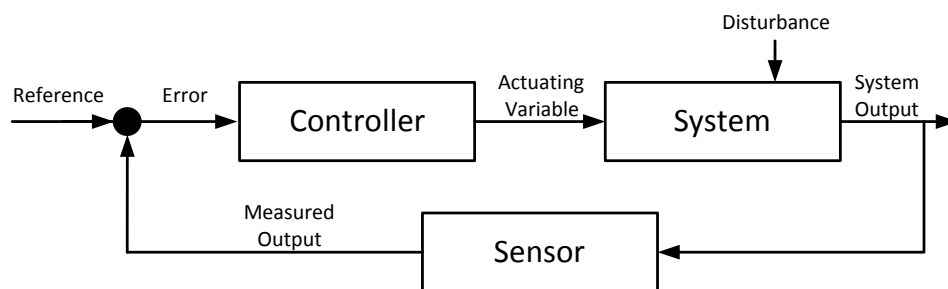 Disturbance
Reference
Error
Controller
Actuating
Variable
System
System
Output
Measured
Output
Sensor